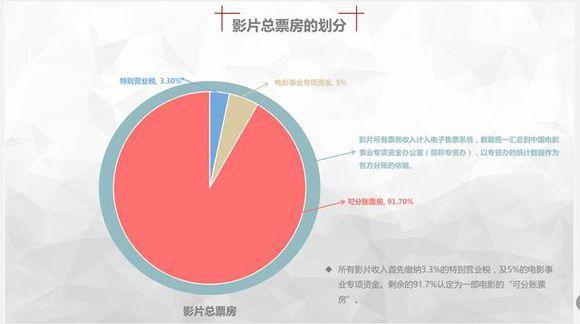 影片总票房的划分
特别营业税, 3.30%
电影事业专项资金, 5%
影片所有票房收入计入电子售票系统，数据统一汇总到中国电影
事业专项资金办公室（简称专资办），以专资办的统计数据作为
各方分账的依据。
可分账票房, 91.70%
◆ 所有影片收入首先缴纳3.3%的特别营业税，及5%的电影事
业专项资金。剩余的91.7%认定为一部电影的“可分账票
房”。
影片总票房